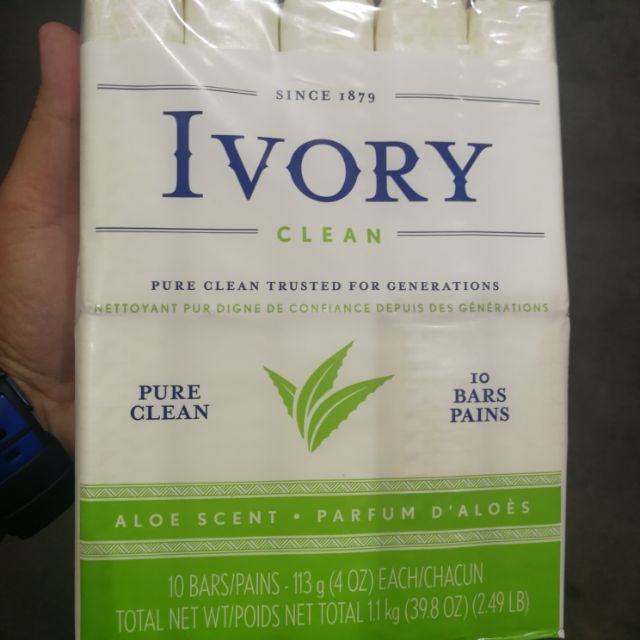 SINCE 1879
IVORY
CLEAN
PURE CLEAN TRUSTED FOR GENERATIONS
NETTOYANT PUR DIGNE DE CONFIANCE DEPUIS DES GÉNÉRATIONS
PURE
CLEAN
10
BARS
PAINS
ALOE SCENT • PARFUM D'ALOÈS
10 BARS/PAINS - 113 g (4 OZ) EACH/CHACUN
TOTAL NET WT/POIDS NET TOTAL 1.1 kg (39.8 OZ) (2.49 LB)